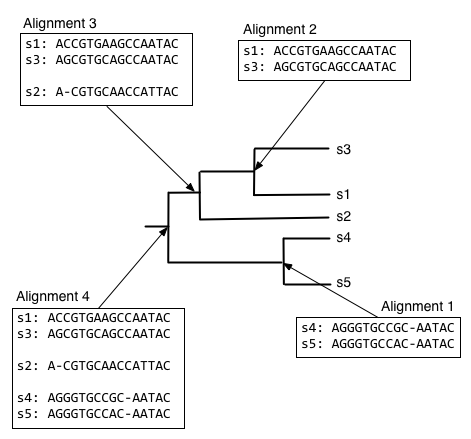 Alignment 3
s1: ACCGTGAAGCCAATAC
s3: AGCGTGCAGCCAATAC
s2: A-CGTGCAACCATTAC
Alignment 2
s1: ACCGTGAAGCCAATAC
s3: AGCGTGCAGCCAATAC
s3
s1
s2
s4
s5
Alignment 4
s1: ACCGTGAAGCCAATAC
s3: AGCGTGCAGCCAATAC
s2: A-CGTGCAACCATTAC
s4: AGGGTGCCGC-AATAC
s5: AGGGTGCCAC-AATAC
Alignment 1
s4: AGGGTGCCGC-AATAC
s5: AGGGTGCCAC-AATAC